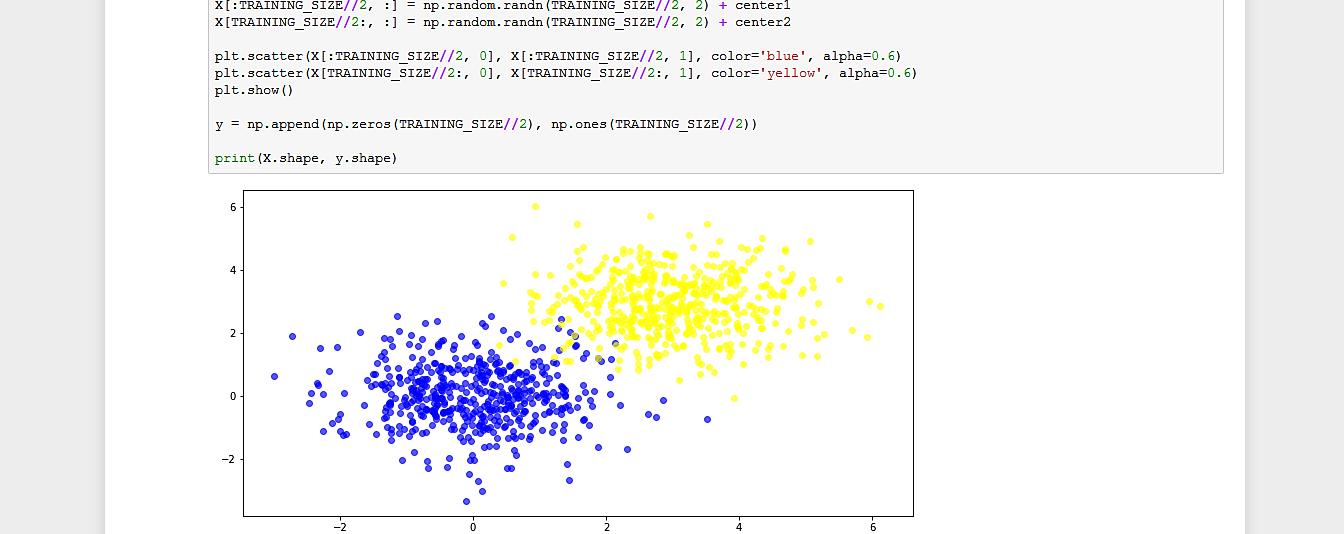 X[:TRAINING_SIZE//2, :] = np.random.randn(TRAINING_SIZE//2, 2) + center1
X[TRAINING_SIZE//2:, :] = np.random.randn(TRAINING_SIZE//2, 2) + center2
plt.scatter(X[:TRAINING_SIZE//2, 0], X[:TRAINING_SIZE//2, 1], color='blue', alpha=0.6)
plt.scatter(X[TRAINING_SIZE//2:, 0], X[TRAINING_SIZE//2:, 1], color='yellow', alpha=0.6)
plt.show()
y = np.append(np.zeros(TRAINING_SIZE//2), np.ones(TRAINING_SIZE//2))
print(X.shape, y.shape)
6
4
2
0
−2
−2 0 2 4 6